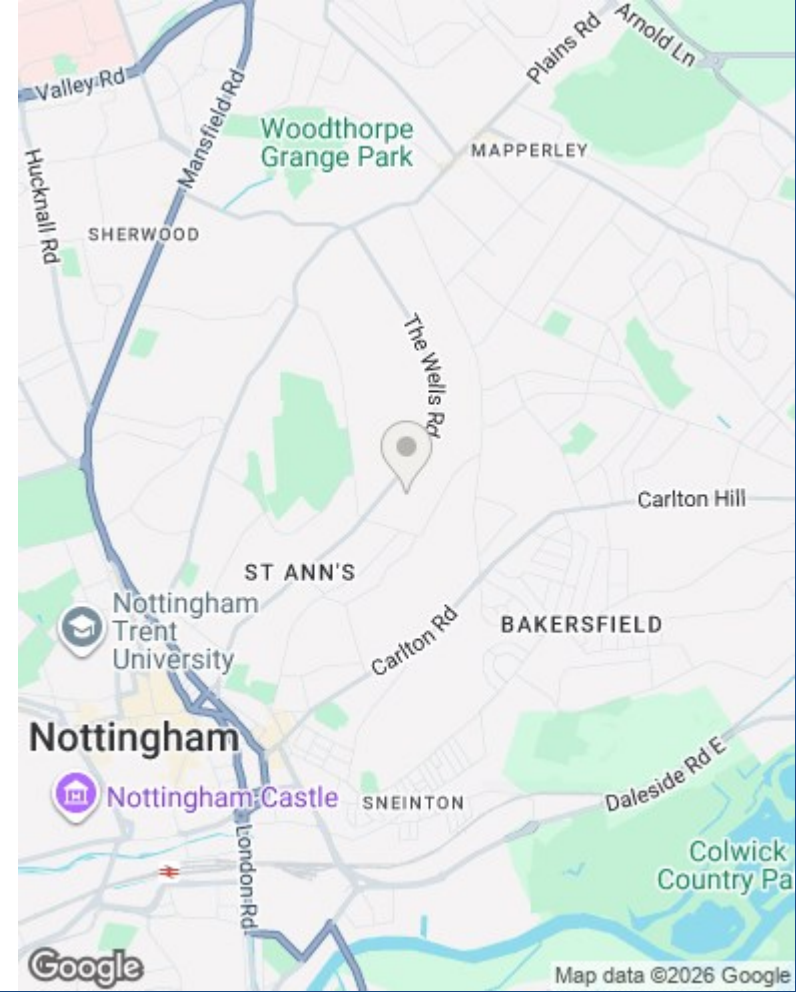 Plains Rd
Arnold Ln
Valley Rd
Mansfield Rd
Woodthorpe
Grange Park
MAPPERLEY
Hucknall Rd
SHERWOOD
The Wells Rd
Carlton Hill
ST ANN'S
Nottingham
Trent
University
BAKERSFIELD
Carlton Rd
Nottingham
Daleside Rd E
Nottingham Castle
SNEINTON
London Rd
Colwick
Country Pa
Google
Map data ©2026 Google